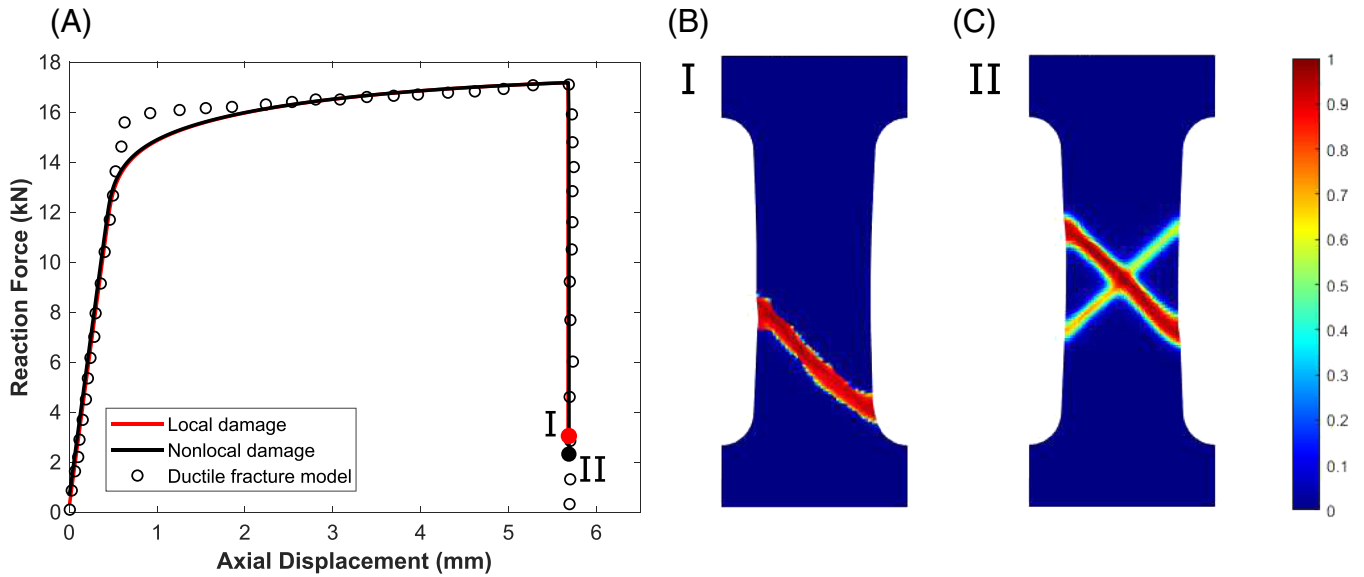 (A)
(B)
(C)
18
16
14
12
10
8
6
4
2
0
Reaction Force (kN)
0
1
2
3
4
5
6
Axial Displacement (mm)
Local damage
Nonlocal damage
Ductile fracture model
I
II
I
II
1
0.9
0.8
0.7
0.6
0.5
0.4
0.3
0.2
0.1
0